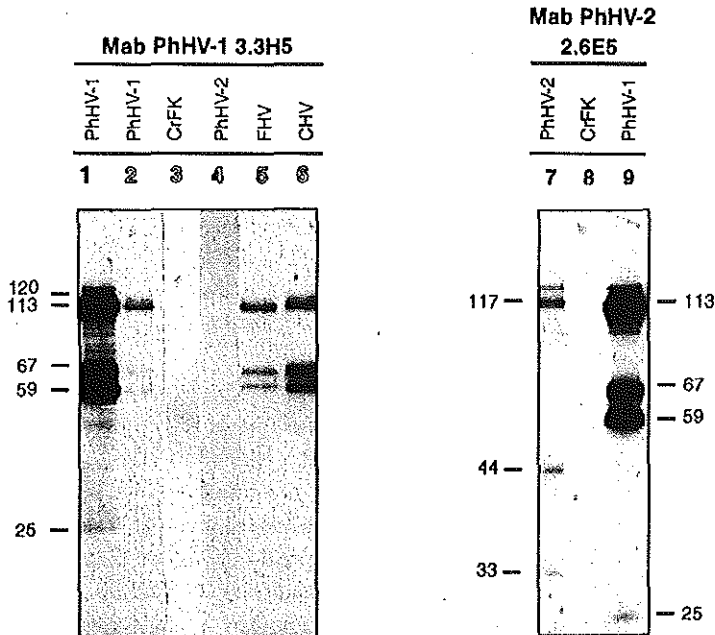 Mab PhHV-1 3.3H5
PhHV-1
PhHV-1
CrFK
PhHV-2
FHV
CHV
1 2 3 4 5 6
120
113
67
59
25
Mab PhHV-2
2.6E5
PhHV-2
CrFK
PhHV-1
7 8 9
117
44
33
113
67
59
25